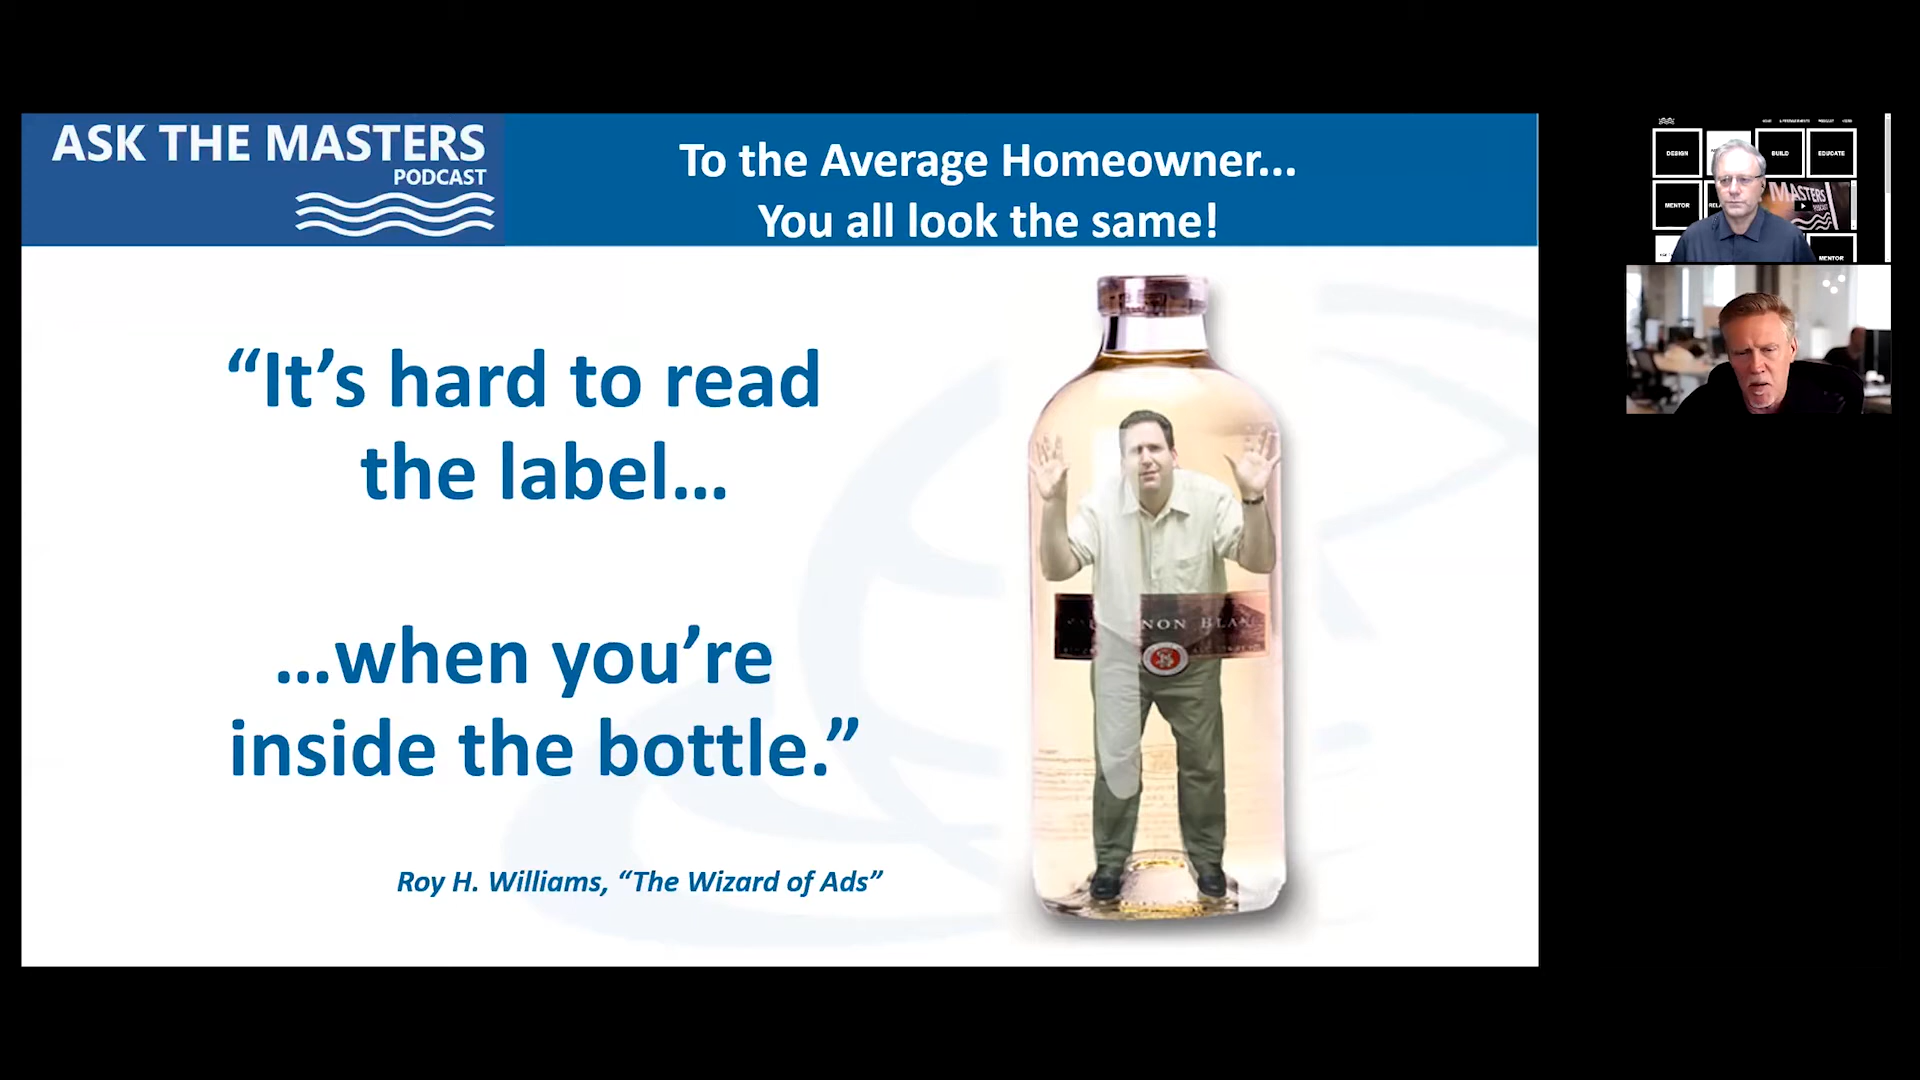 ASK THE MASTERS
PODCAST
To the Average Homeowner...
You all look the same!
“It’s hard to read
the label...
...when you’re
inside the bottle.”
Roy H. Williams, “The Wizard of Ads”
NON BLAN
DESIGN
BUILD
EDUCATE
MENTOR
MASTERS
MENTOR